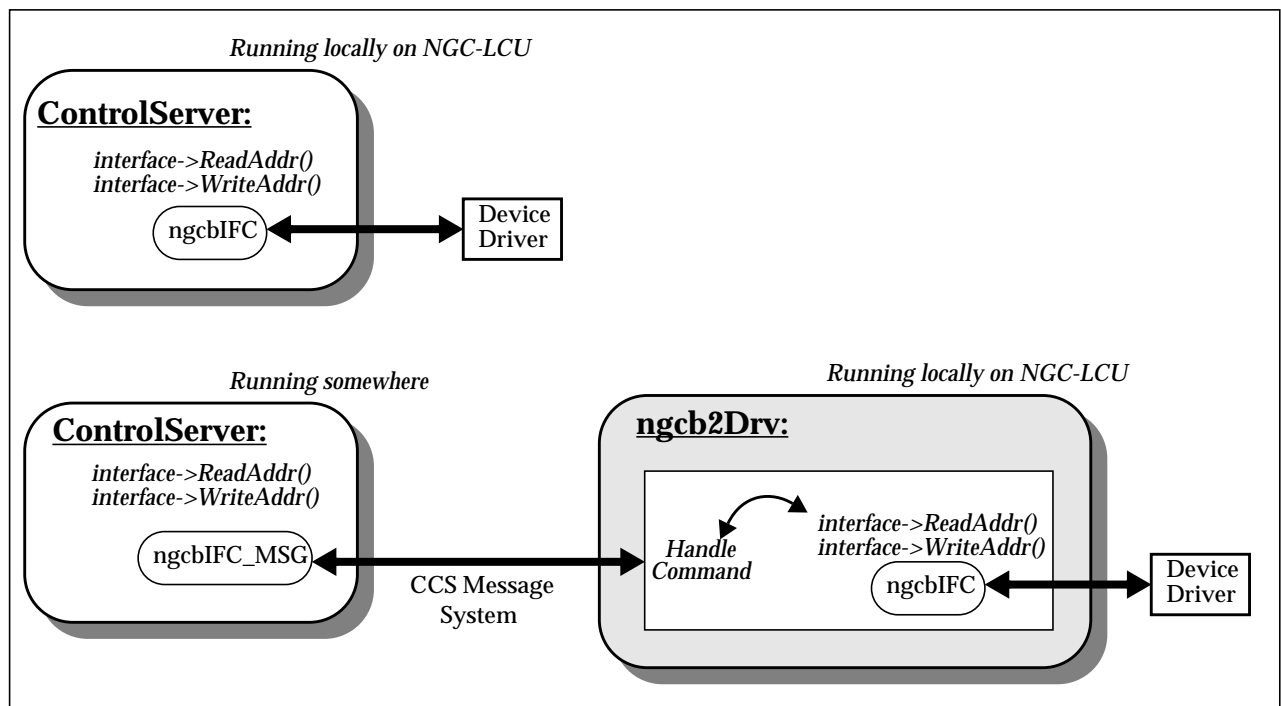 Running locally on NGC-LCU
ControlServer:
interface->ReadAddr()
interface->WriteAddr()
ngcbIFC
Device
Driver
Running somewhere
ControlServer:
interface->ReadAddr()
interface->WriteAddr()
ngcbIFC_MSG
CCS Message
System
Running locally on NGC-LCU
ngcb2Drv:
Handle
Command
interface->ReadAddr()
interface->WriteAddr()
ngcbIFC
Device
Driver